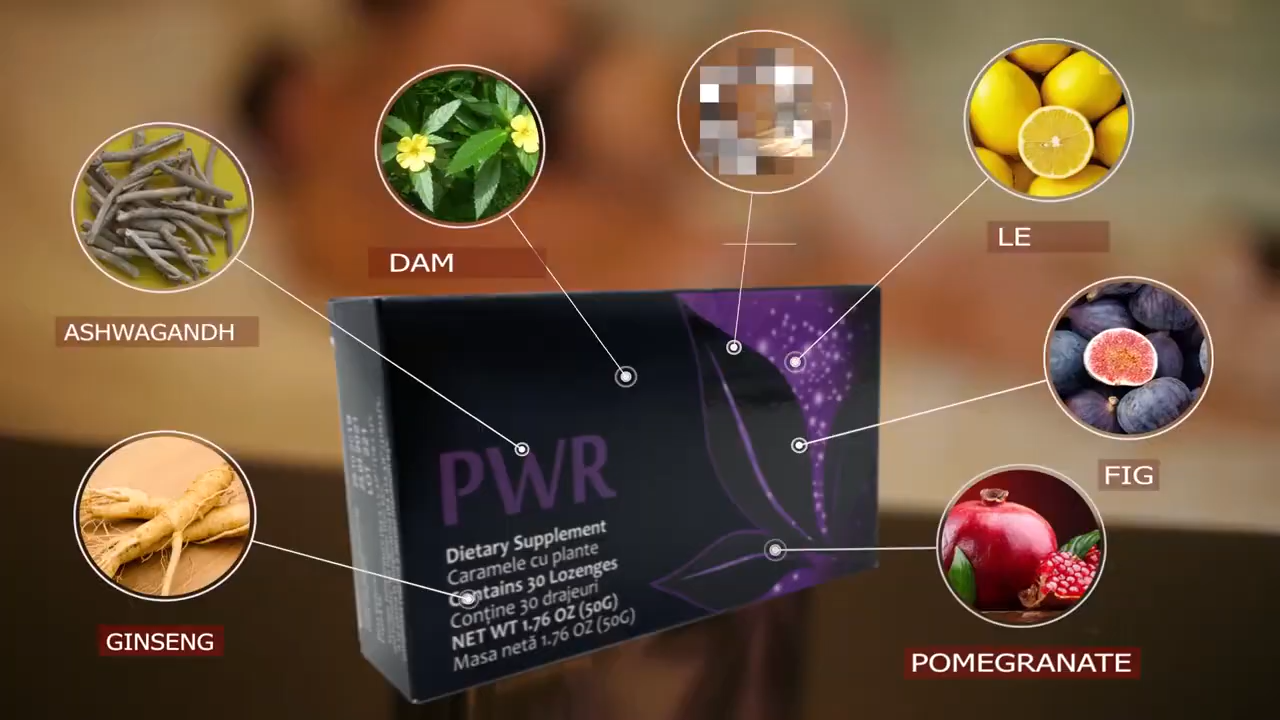 DAM
LE
ASHWAGANDH
FIG
GINSENG
POMEGRANATE
PWR
Dietary Supplement
Caramele cu plante
Contains 30 Lozenges
Conține 30 drajeuri
NET WT 1.76 OZ (50G)
Masa netă 1.76 OZ (50G)